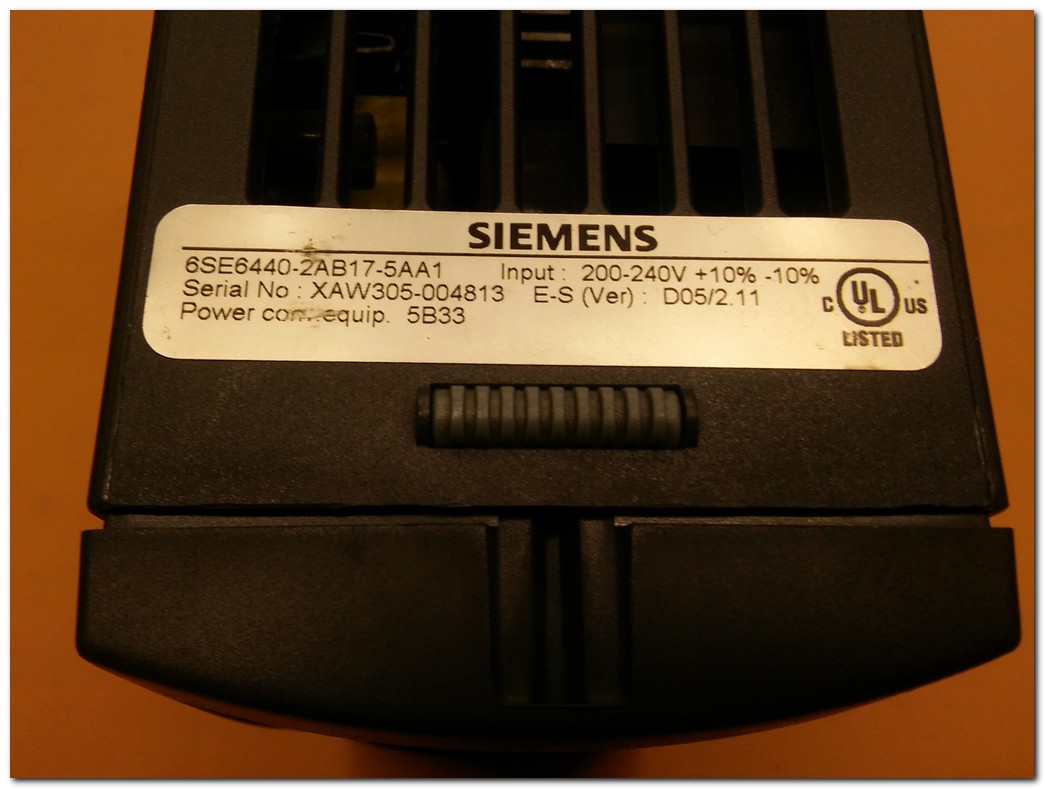 SIEMENS
6SE6440-2AB17-5AA1 Input : 200-240V +10% -10%
Serial No : XAW305-004813 E-S (Ver) : D05/2.11
Power equip. 5B33
C UL US
LISTED